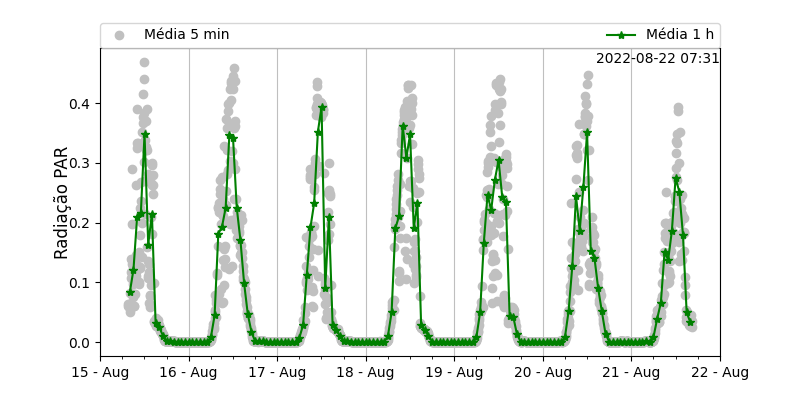 Média 5 min
Média 1 h
2022-08-22 07:31
Radiação PAR
0.4
0.3
0.2
0.1
0.0
15 - Aug
16 - Aug
17 - Aug
18 - Aug
19 - Aug
20 - Aug
21 - Aug
22 - Aug